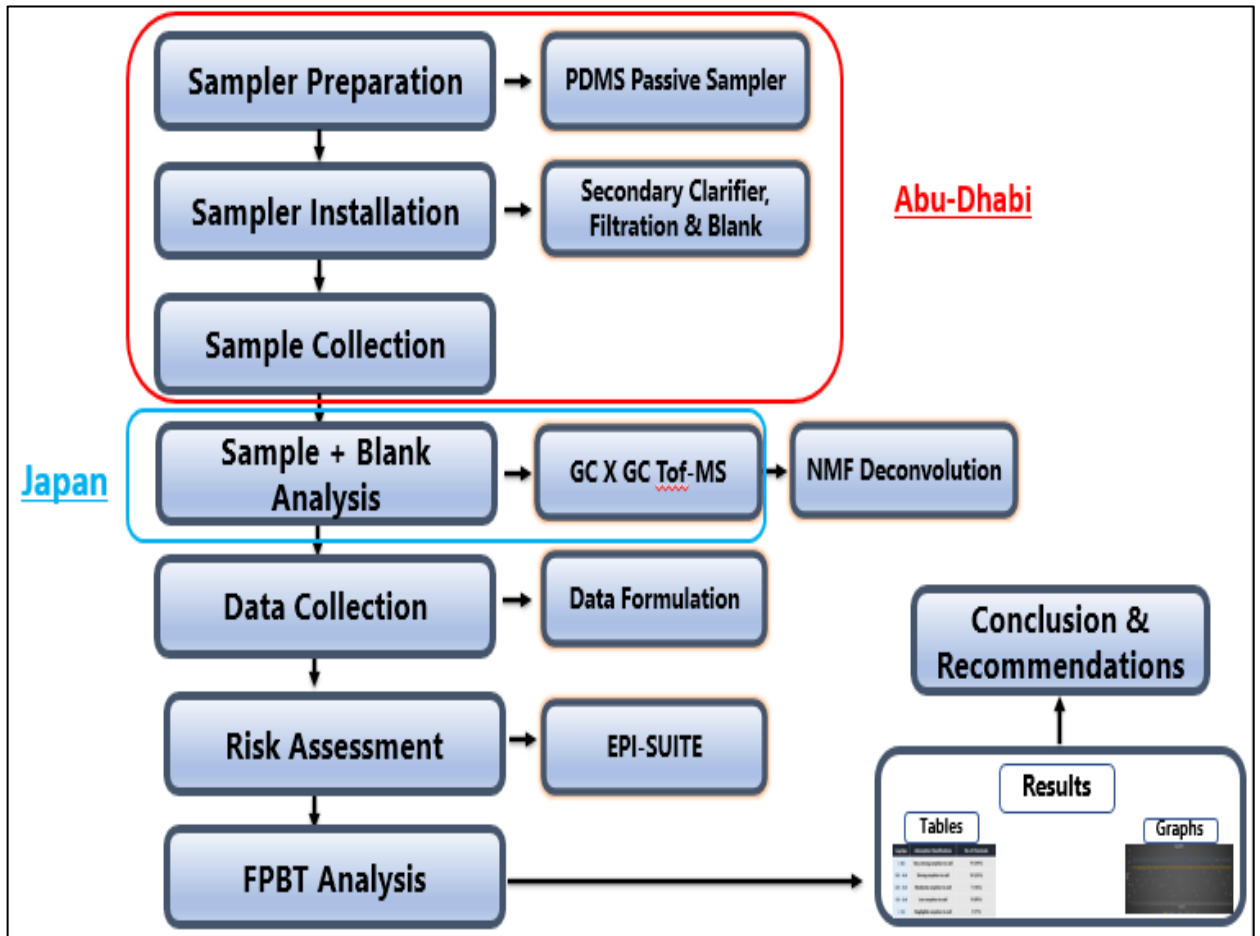 Sampler Preparation
PDMS Passive Sampler
Sampler Installation
Secondary Clarifier,
Filtration & Blank
Abu-Dhabi
Sample Collection
Japan
Sample + Blank
Analysis
GC X GC Tof-MS
NMF Deconvolution
Data Collection
Data Formulation
Conclusion &
Recommendations
Risk Assessment
EPI-SUITE
Results
Tables
Graphs
FPBT Analysis